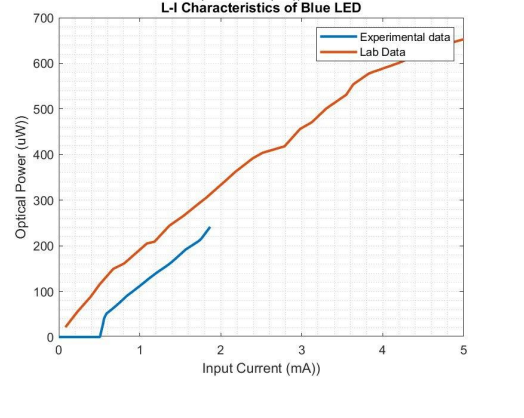 L-I Characteristics of Blue LED
700
600
500
400
300
200
100
0
Optical Power (uW))
Experimental data
Lab Data
0 1 2 3 4 5
Input Current (mA))